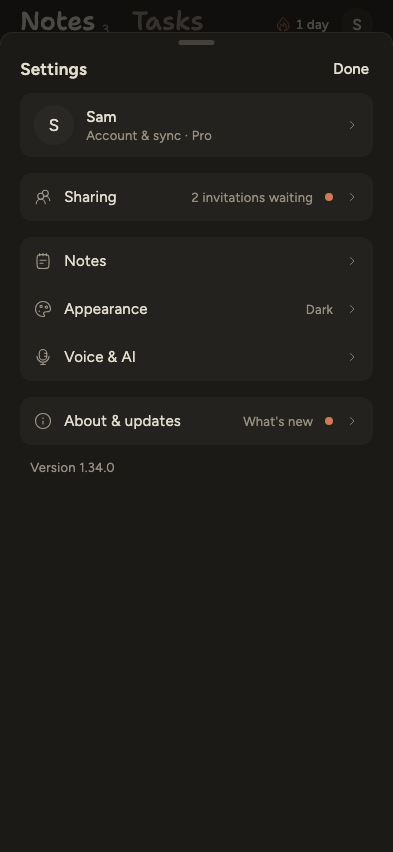 Notes 3 Tasks 1 day S
Settings Done
S Sam
Account & sync · Pro
Sharing 2 invitations waiting
Notes
Appearance Dark
Voice & AI
About & updates What's new
Version 1.34.0